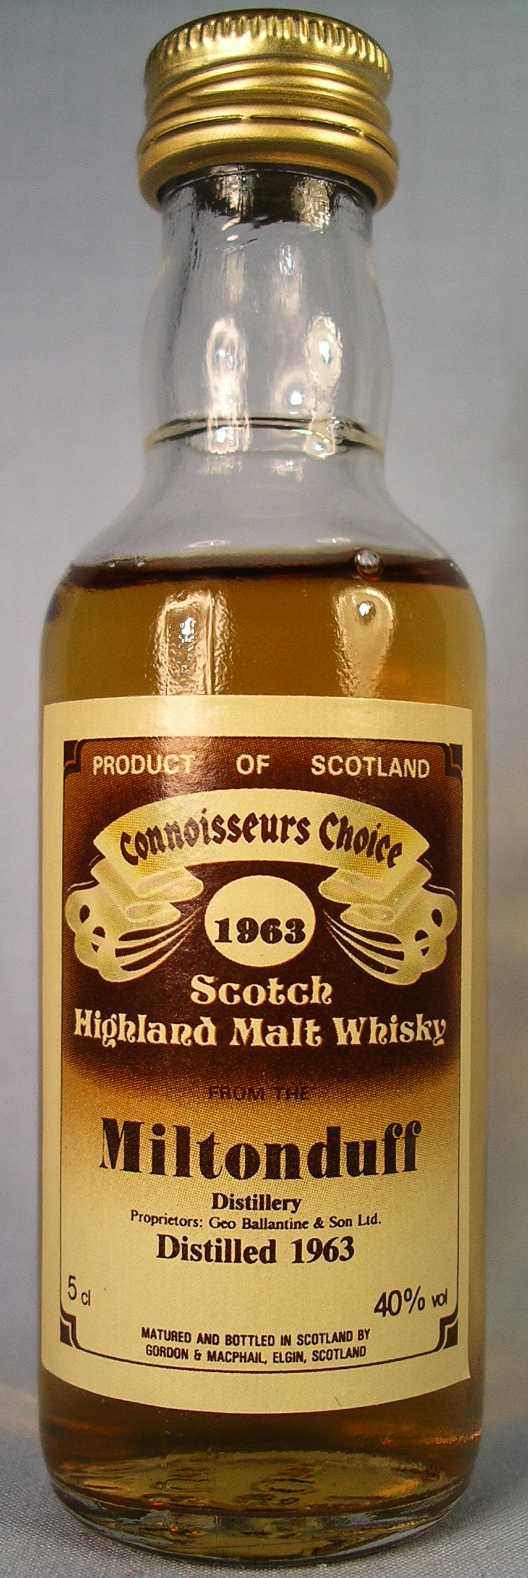 PRODUCT OF SCOTLAND
Connoisseurs Choice
1963
Scotch
Highland Malt Whisky
FROM THE
Miltonduff
Distillery
Proprietors: Geo Ballantine & Son Ltd.
Distilled 1963
5 cl
40% vol
MATURED AND BOTTLED IN SCOTLAND BY
GORDON & MACPHAIL, ELGIN, SCOTLAND